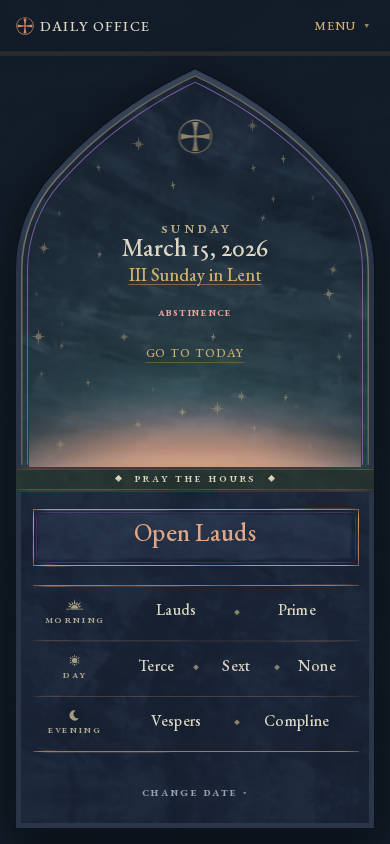 DAILY OFFICE
MENU
SUNDAY
March 15, 2026
III Sunday in Lent
ABSTINENCE
GO TO TODAY
PRAY THE HOURS
Open Lauds
MORNING
Lauds
Prime
DAY
Terce
Sext
None
EVENING
Vespers
Compline
CHANGE DATE